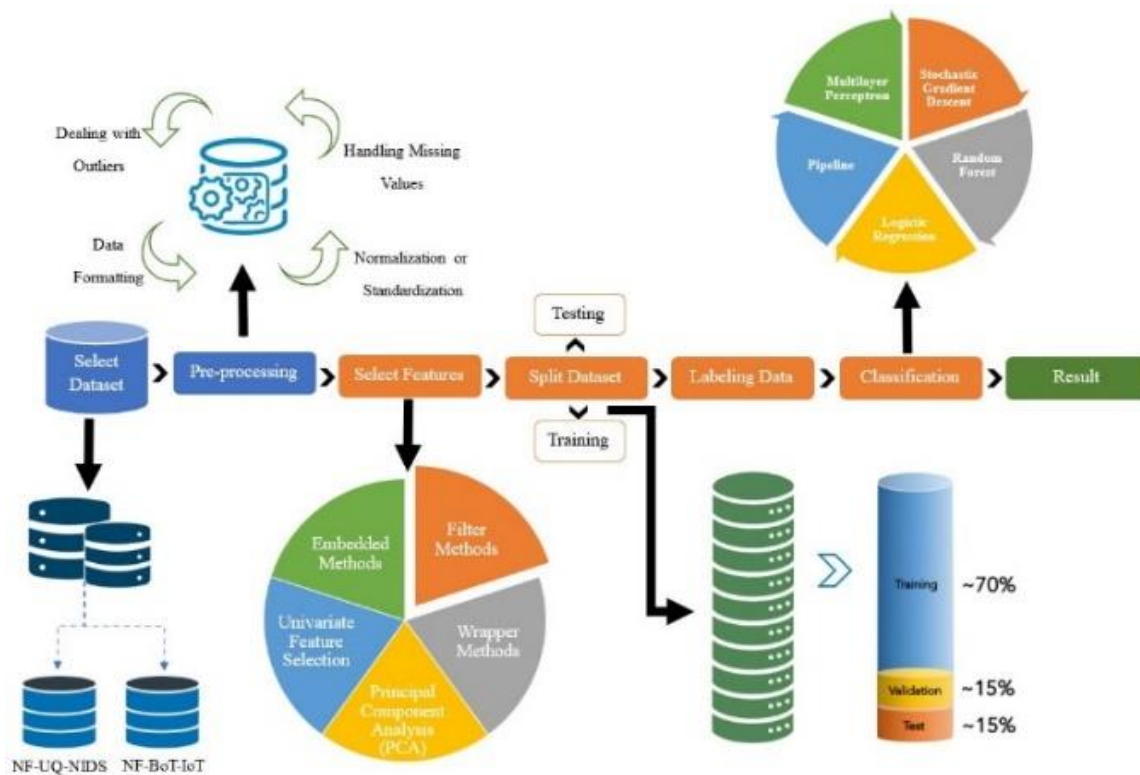 Dealing with
Outliers
Handling Missing
Values
Data
Formatting
Normalization or
Standardization
Multilayer
Perceptron
Stochastic
Gradient
Descent
Pipeline
Random
Forest
Logistic
Regression
Testing
Select
Dataset
Pre-processing
Select Features
Split Dataset
Labeling Data
Classification
Result
Training
Embedded
Methods
Filter
Methods
Univariate
Feature
Selection
Wrapper
Methods
Principal
Component
Analysis
(PCA)
NF-UQ-NIDS
NF-BoT-IoT
Training
~70%
Validation
~15%
Test
~15%